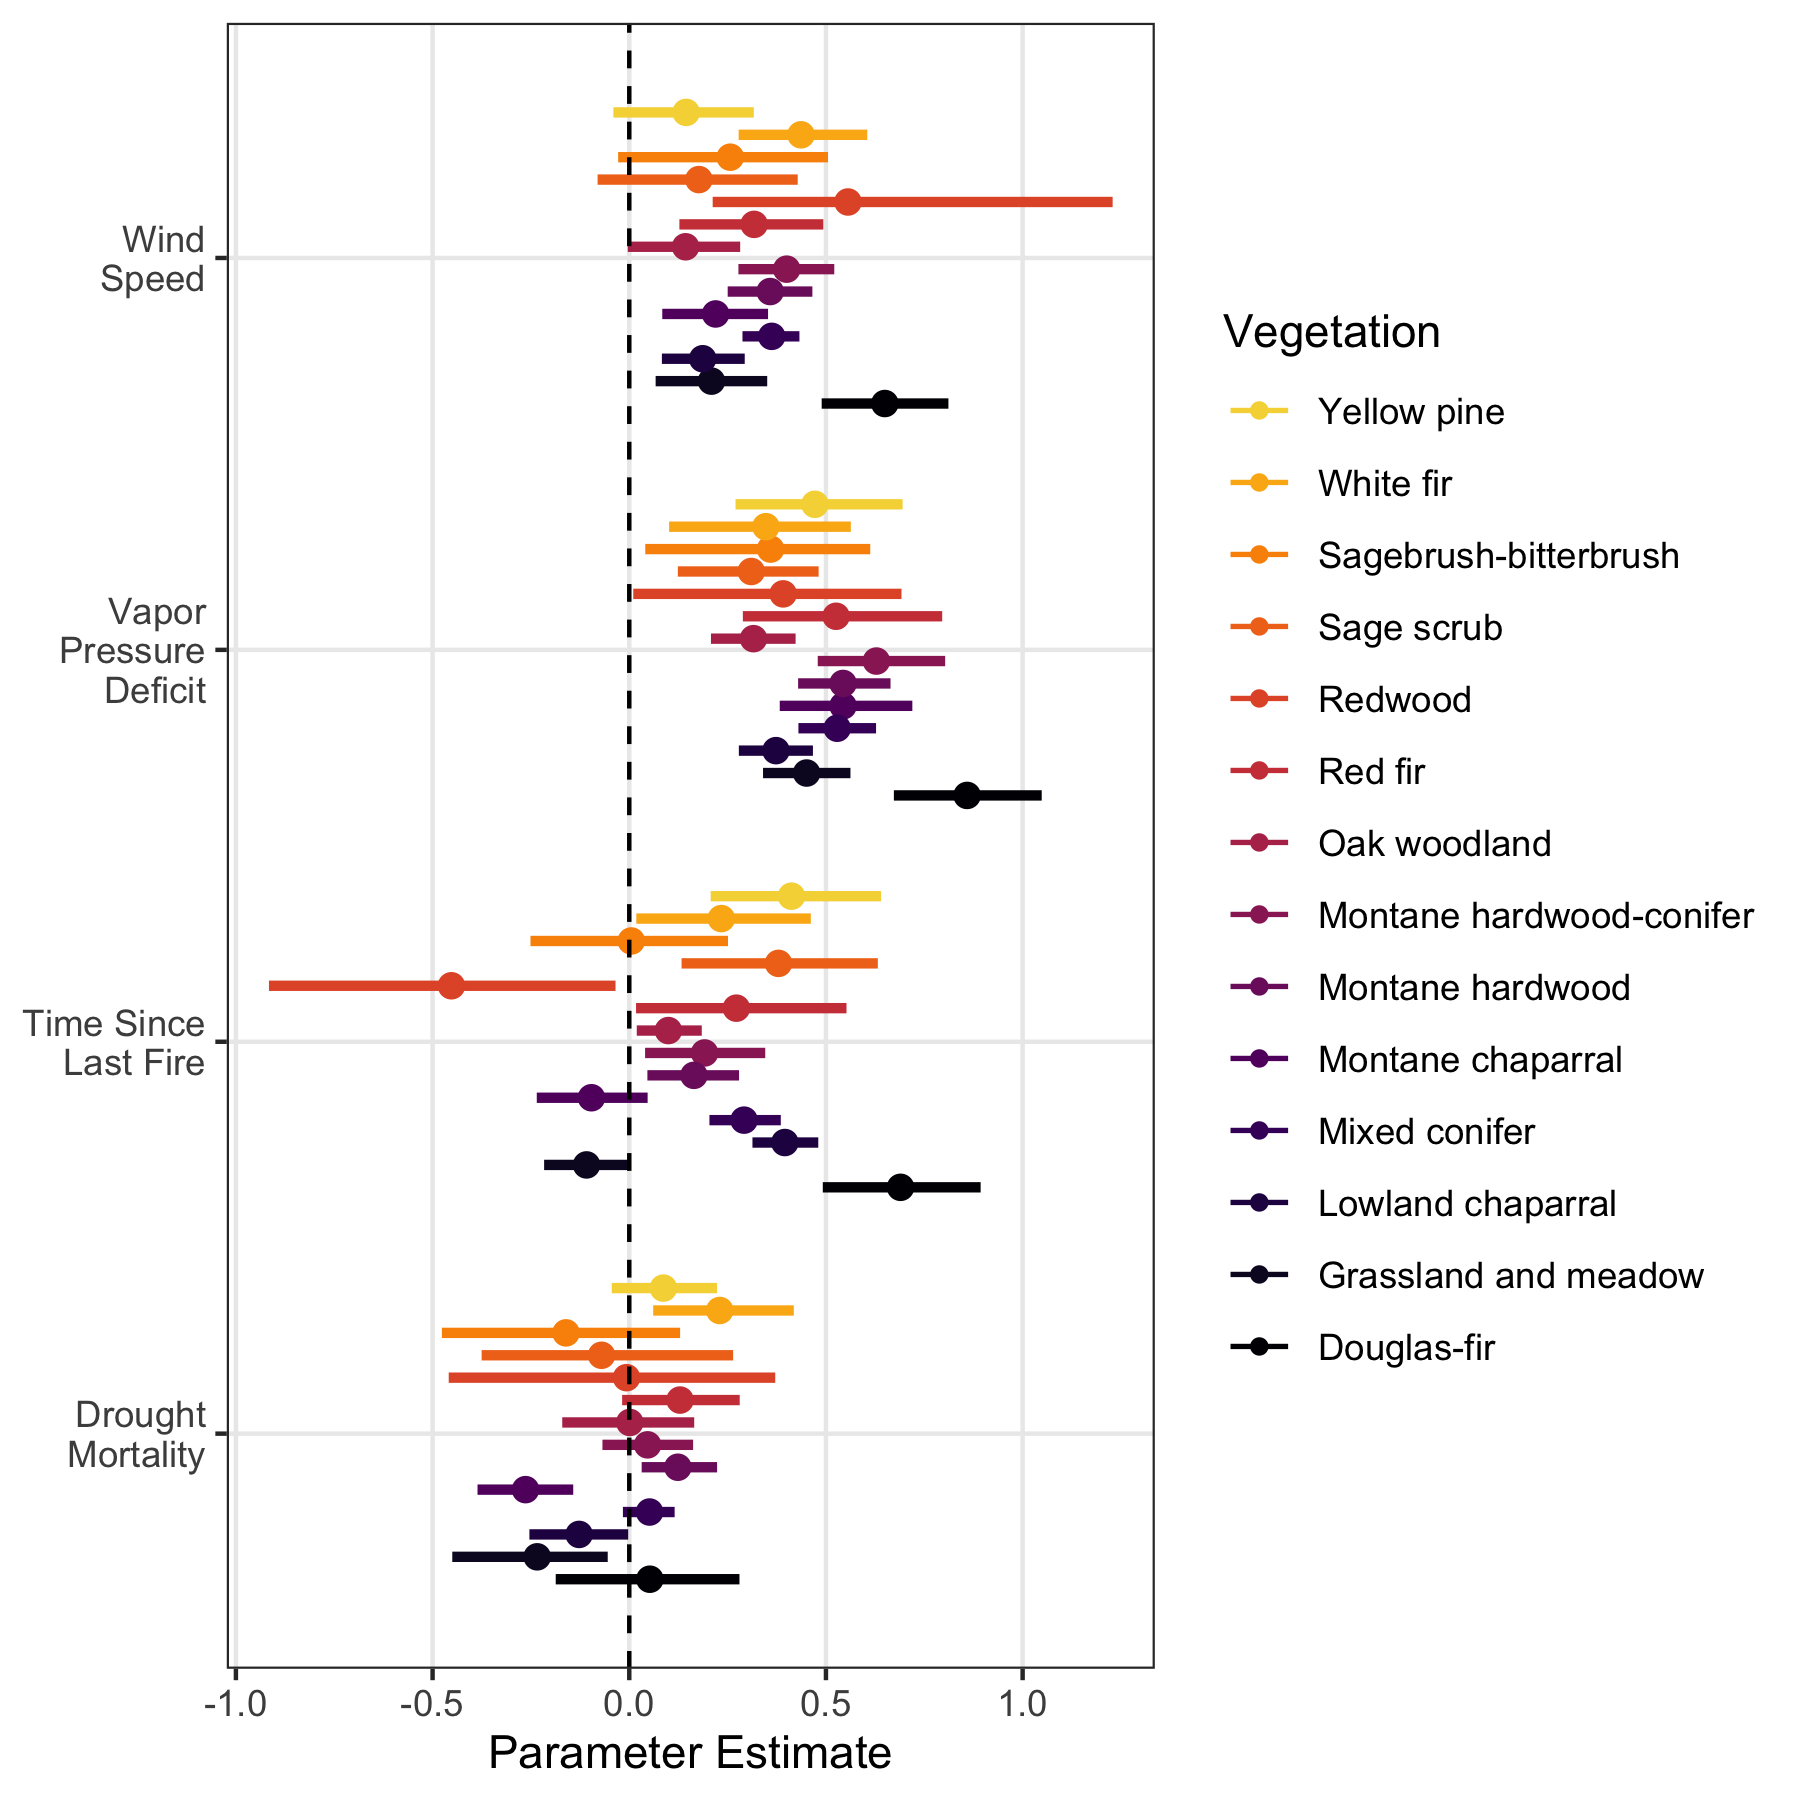 Wind
Speed
Vapor
Pressure
Deficit
Time Since
Last Fire
Drought
Mortality
-1.0
-0.5
0.0
0.5
1.0
Parameter Estimate
Vegetation
Yellow pine
White fir
Sagebrush-bitterbrush
Sage scrub
Redwood
Red fir
Oak woodland
Montane hardwood-conifer
Montane hardwood
Montane chaparral
Mixed conifer
Lowland chaparral
Grassland and meadow
Douglas-fir